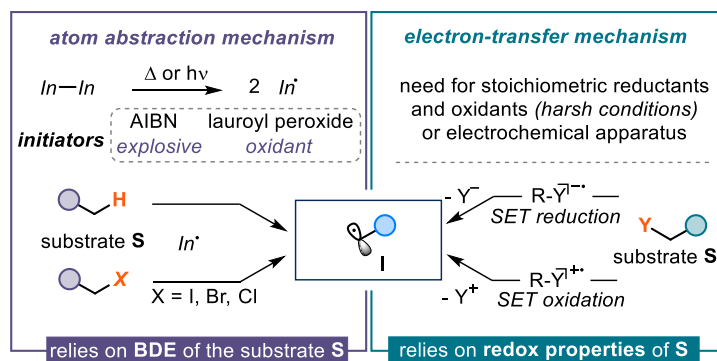 atom abstraction mechanism
In—In
Δ or hν
2 In•
initiators
AIBN
explosive
lauroyl peroxide
oxidant
H
substrate S
In•
X
X = I, Br, Cl
relies on BDE of the substrate S
I
electron-transfer mechanism
need for stoichiometric reductants
and oxidants (harsh conditions)
or electrochemical apparatus
- Y⁻
R-Y⁻•
SET reduction
Y
substrate S
- Y⁺
R-Y⁺•
SET oxidation
relies on redox properties of S